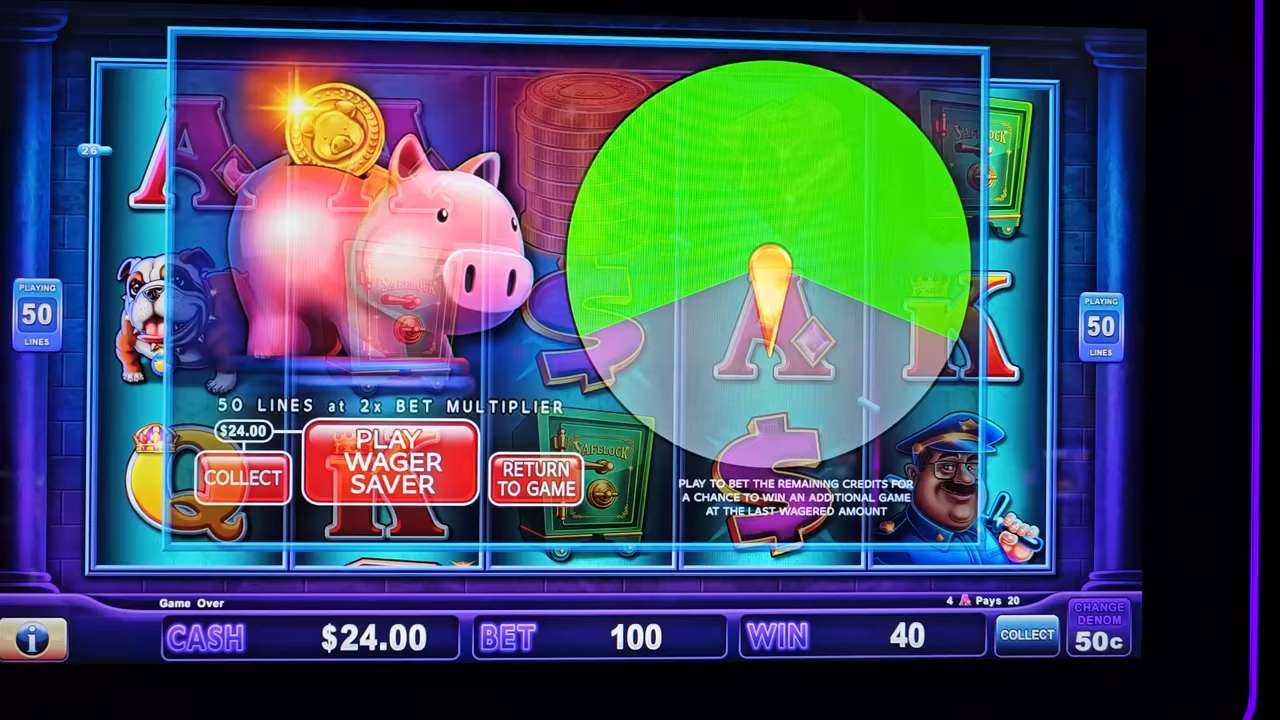 A
A
SAFELOCK
26
SAFELOCK
PLAYING
50
LINES
PLAYING
50
LINES
A
K
50 LINES at 2x BET MULTIPLIER
$24.00
COLLECT
PLAY
WAGER
SAVER
RETURN
TO GAME
Q
K
SAFELOCK
PLAY TO BET THE REMAINING CREDITS FOR
A CHANCE TO WIN AN ADDITIONAL GAME
AT THE LAST WAGERED AMOUNT
Game Over
4 A Pays 20
i
CASH $24.00
BET 100
WIN 40
COLLECT
CHANGE
DENOM
50¢